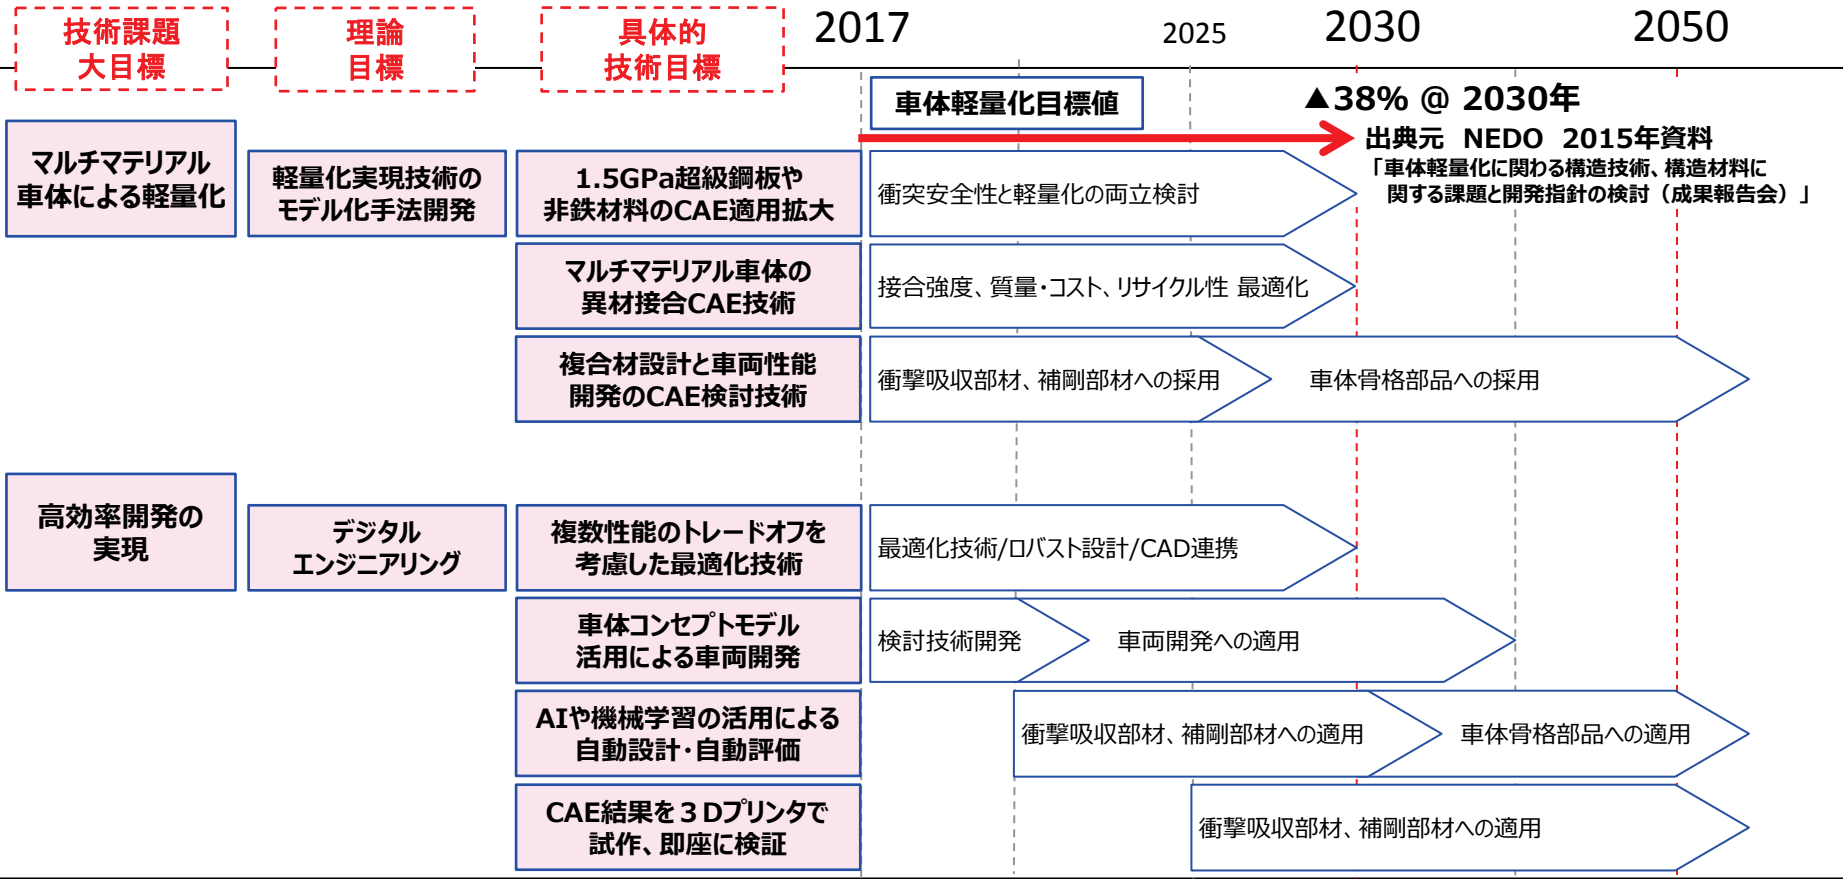 技術課題
大目標
理論
目標
具体的
技術目標
2017
2025
2030
2050
車体軽量化目標値
▲38% @ 2030年
出典元 NEDO 2015年資料
「車体軽量化に関わる構造技術、構造材料に
関する課題と開発指針の検討（成果報告会）」
マルチマテリアル
車体による軽量化
軽量化実現技術の
モデル化手法開発
1.5GPa超級鋼板や
非鉄材料のCAE適用拡大
衝突安全性と軽量化の両立検討
マルチマテリアル車体の
異材接合CAE技術
接合強度、質量・コスト、リサイクル性 最適化
複合材設計と車両性能
開発のCAE検討技術
衝撃吸収部材、補剛部材への採用
車体骨格部品への採用
高効率開発の
実現
デジタル
エンジニアリング
複数性能のトレードオフを
考慮した最適化技術
最適化技術/ロバスト設計/CAD連携
車体コンセプトモデル
活用による車両開発
検討技術開発
車両開発への適用
AIや機械学習の活用による
自動設計・自動評価
衝撃吸収部材、補剛部材への適用
車体骨格部品への適用
CAE結果を３Dプリンタで
試作、即座に検証
衝撃吸収部材、補剛部材への適用